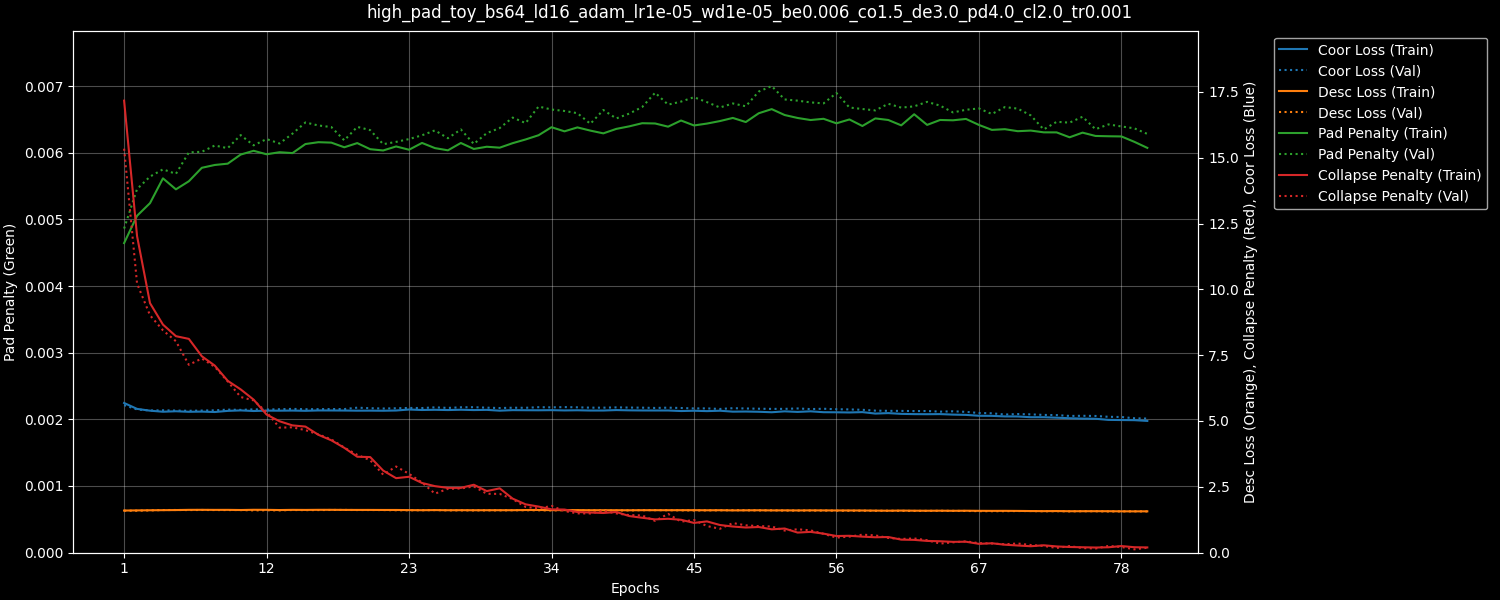 high_pad_toy_bs64_ld16_adam_lr1e-05_wd1e-05_be0.006_co1.5_de3.0_pd4.0_cl2.0_tr0.001
Pad Penalty (Green)
0.007
0.006
0.005
0.004
0.003
0.002
0.001
0.000
1
12
23
34
45
56
67
78
Epochs
17.5
15.0
12.5
10.0
7.5
5.0
2.5
0.0
Desc Loss (Orange), Collapse Penalty (Red), Coor Loss (Blue)
Coor Loss (Train)
Coor Loss (Val)
Desc Loss (Train)
Desc Loss (Val)
Pad Penalty (Train)
Pad Penalty (Val)
Collapse Penalty (Train)
Collapse Penalty (Val)